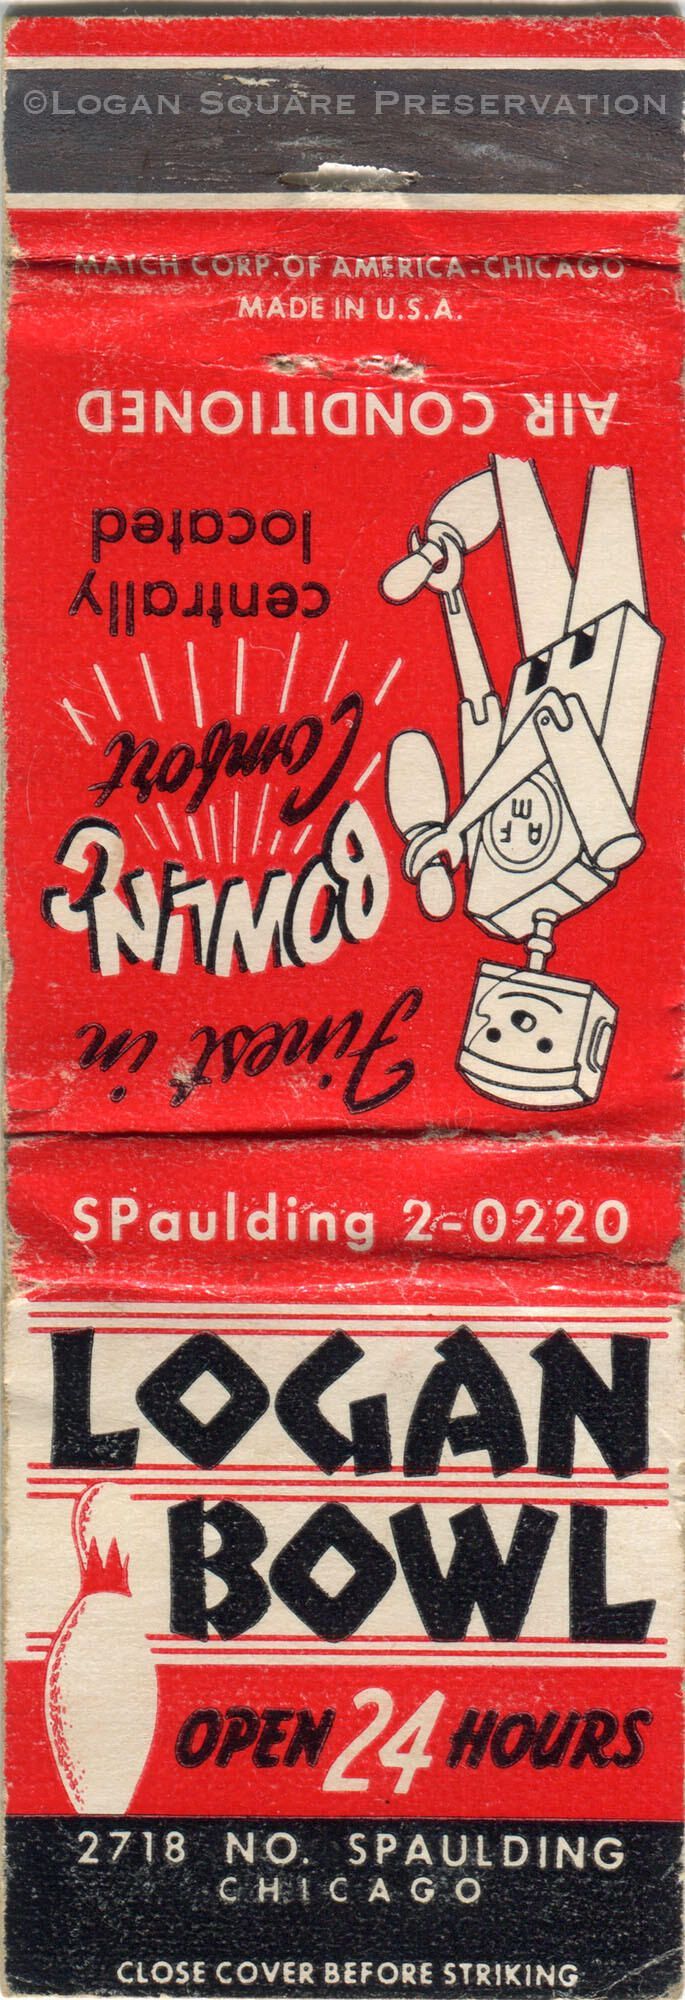 ©LOGAN SQUARE PRESERVATION
MATCH CORP. OF AMERICA-CHICAGO
MADE IN U.S.A.
Finest in
BOWLING
Comfort
centrally
located
AIR CONDITIONED
SPaulding 2-0220
LOGAN
BOWL
OPEN 24 HOURS
2718 NO. SPAULDING
CHICAGO
CLOSE COVER BEFORE STRIKING